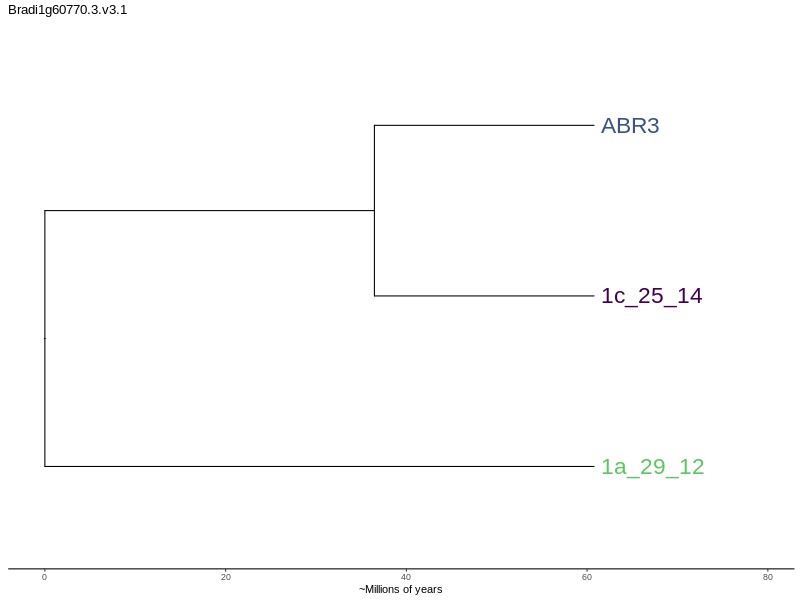 Bradi1g60770.3.v3.1
ABR3
1c_25_14
1a_29_12
0 20 40 60 80
~Millions of years